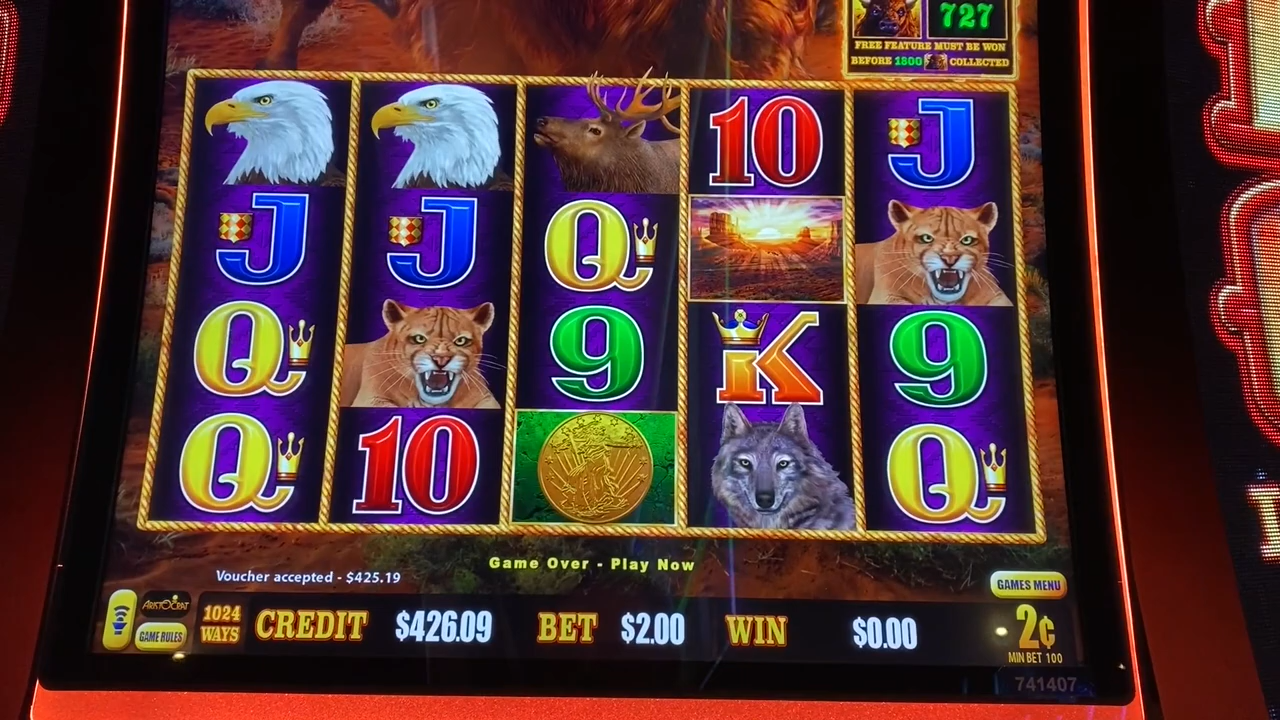 727
FREE FEATURE MUST BE WON
BEFORE 1800 COLLECTED
10 J
J J Q
Q 9 K 9
Q 10 Q
Game Over - Play Now
Voucher accepted - $425.19
GAMES MENU
ARISTOCRAT
GAME RULES
1024 WAYS
CREDIT $426.09 BET $2.00 WIN $0.00
2¢
MIN BET 100
741407